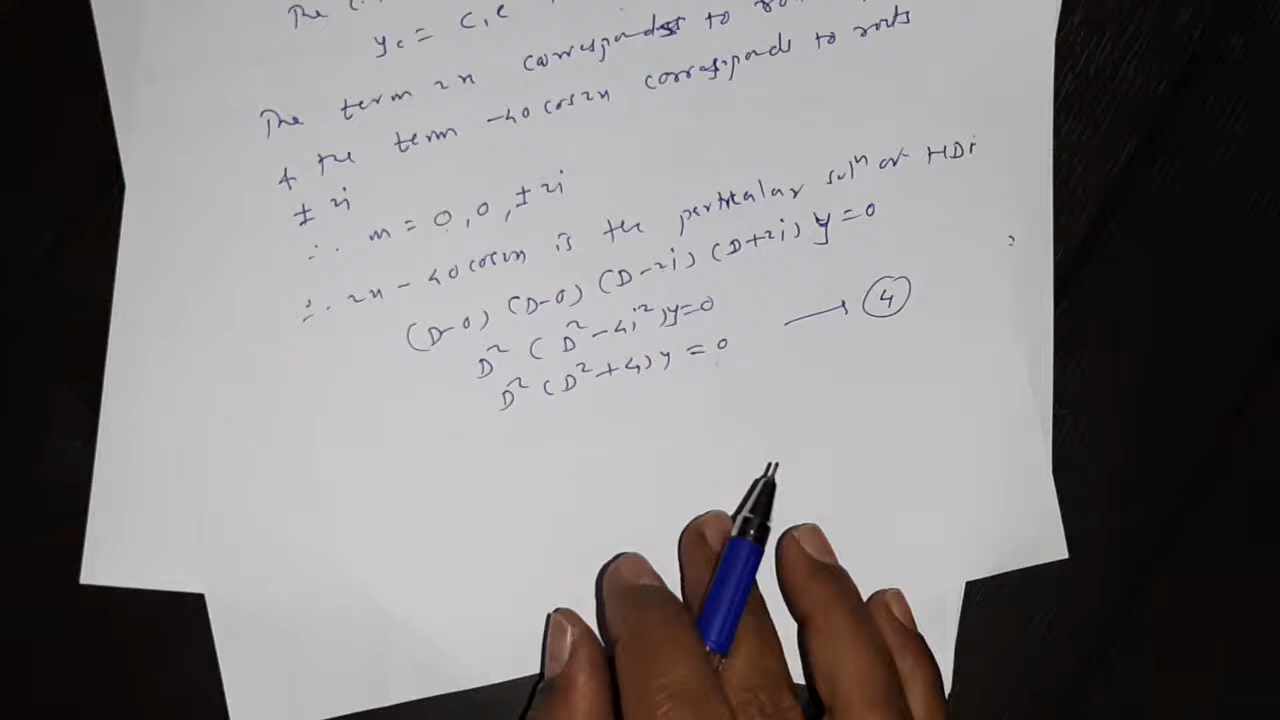 The
yc = C1e
The term 2x corresponds to
& the term -40cos2x corresponds to roots
± 2i
∴ m = 0, 0, ± 2i
∴ 2x - 40cos2x is the particular solⁿ of HDE
(D-0) (D-0) (D-2i) (D+2i) y = 0
D² (D² - 4i²) y = 0
D² (D² + 4) y = 0 → ④